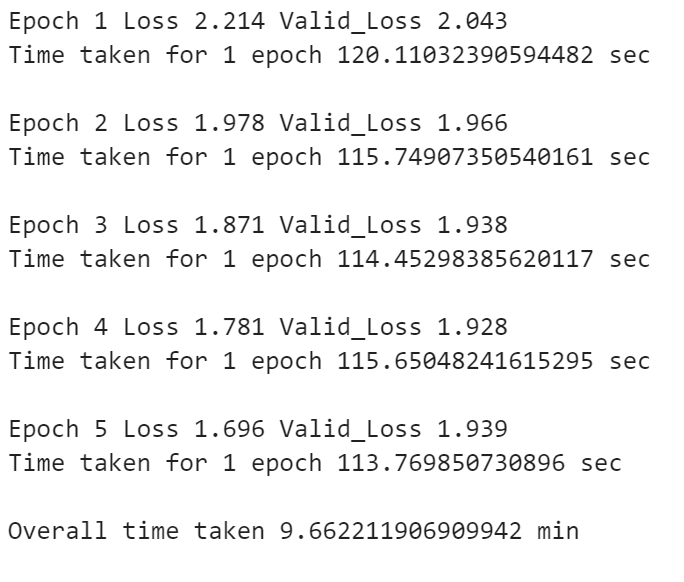 Epoch 1 Loss 2.214 Valid_Loss 2.043
Time taken for 1 epoch 120.11032390594482 sec
Epoch 2 Loss 1.978 Valid_Loss 1.966
Time taken for 1 epoch 115.74907350540161 sec
Epoch 3 Loss 1.871 Valid_Loss 1.938
Time taken for 1 epoch 114.45298385620117 sec
Epoch 4 Loss 1.781 Valid_Loss 1.928
Time taken for 1 epoch 115.65048241615295 sec
Epoch 5 Loss 1.696 Valid_Loss 1.939
Time taken for 1 epoch 113.769850730896 sec
Overall time taken 9.662211906909942 min